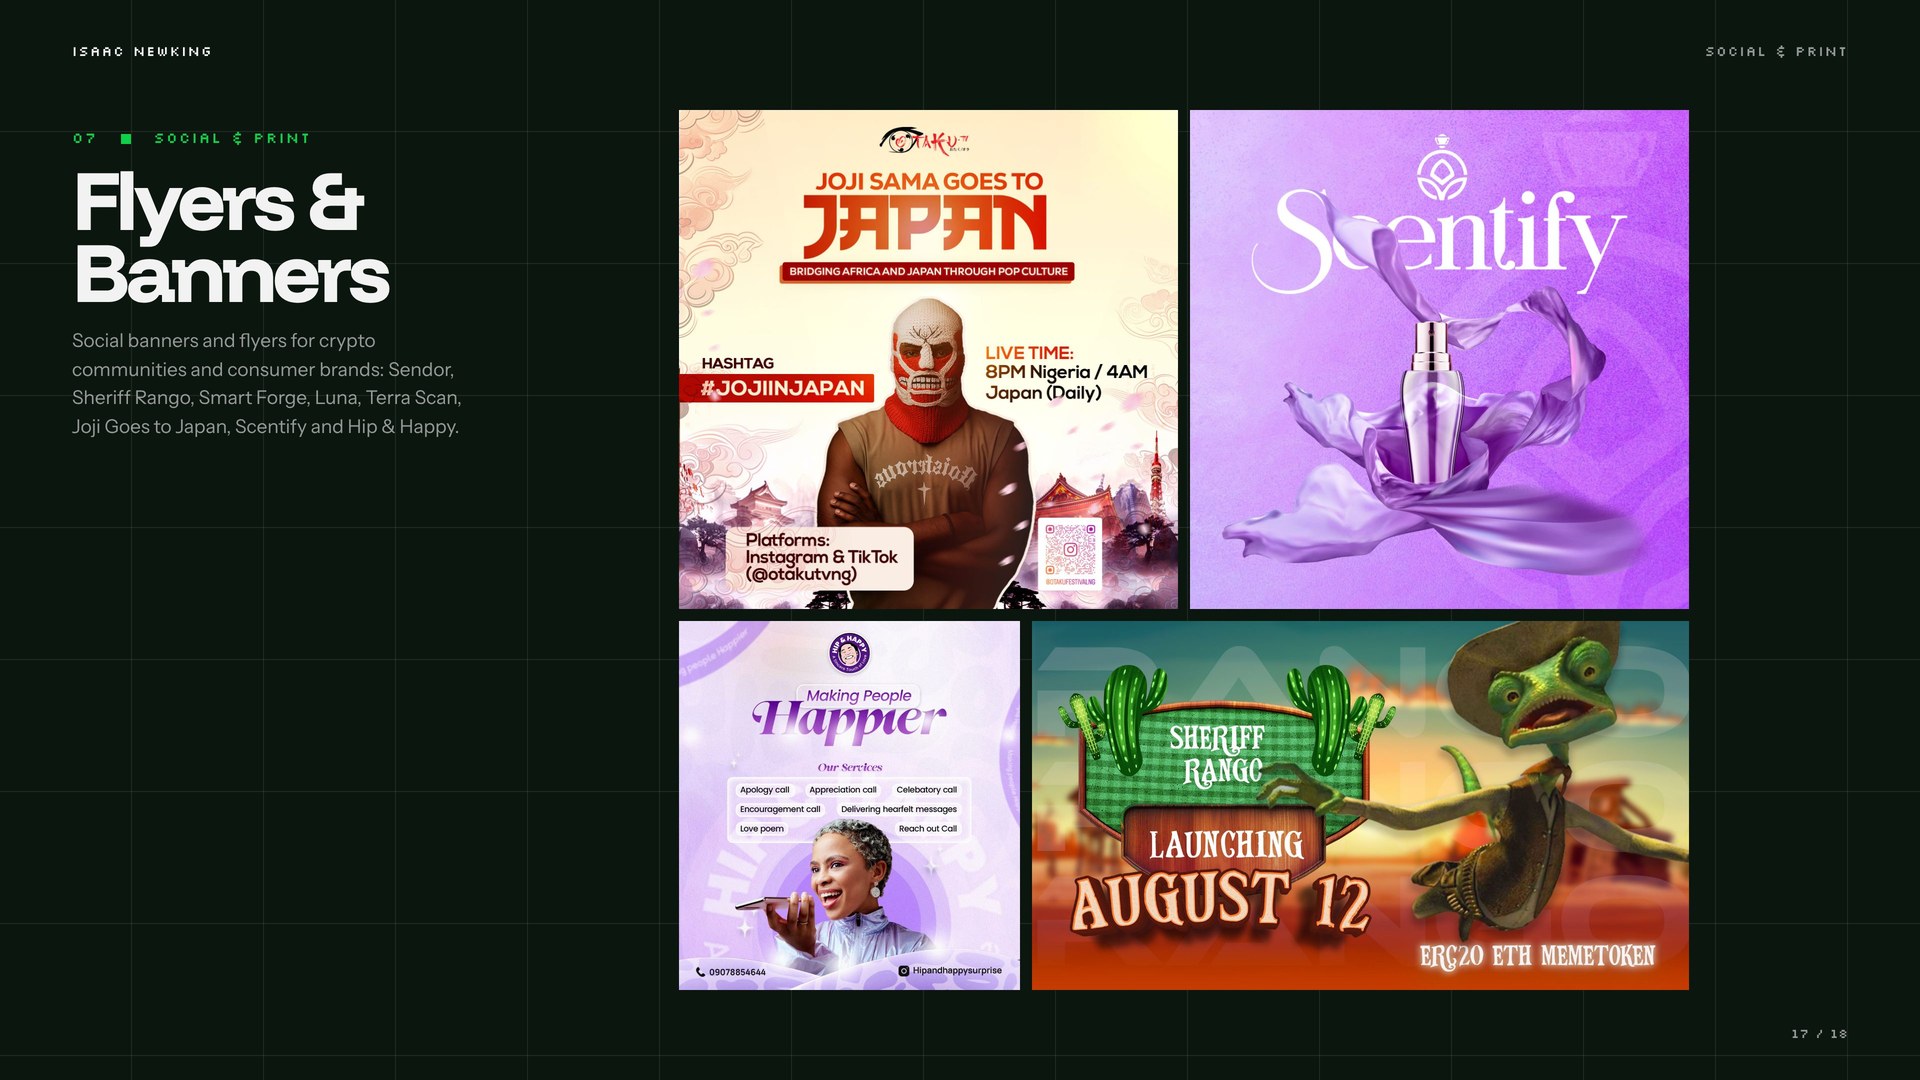 ISAAC NEWKING
SOCIAL & PRINT
07 SOCIAL & PRINT
Flyers &
Banners
Social banners and flyers for crypto
communities and consumer brands: Sendor,
Sheriff Rango, Smart Forge, Luna, Terra Scan,
Joji Goes to Japan, Scentify and Hip & Happy.
OTAKU
JOJI SAMA GOES TO
JAPAN
BRIDGING AFRICA AND JAPAN THROUGH POP CULTURE
HASHTAG
#JOJIINJAPAN
LIVE TIME:
8PM Nigeria / 4AM
Japan (Daily)
Platforms:
Instagram & TikTok
(@otakutvng)
@OTAKUFESTIVALNG
Scentify
HIP & HAPPY
Making People
Happier
Our Services
Apology call Appreciation call Celebatory call
Encouragement call Delivering hearfelt messages
Love poem Reach out Call
09078854644
Hipandhappysurprise
SHERIFF
RANGO
LAUNCHING
AUGUST 12
ERC20 ETH MEMETOKEN
17 / 18